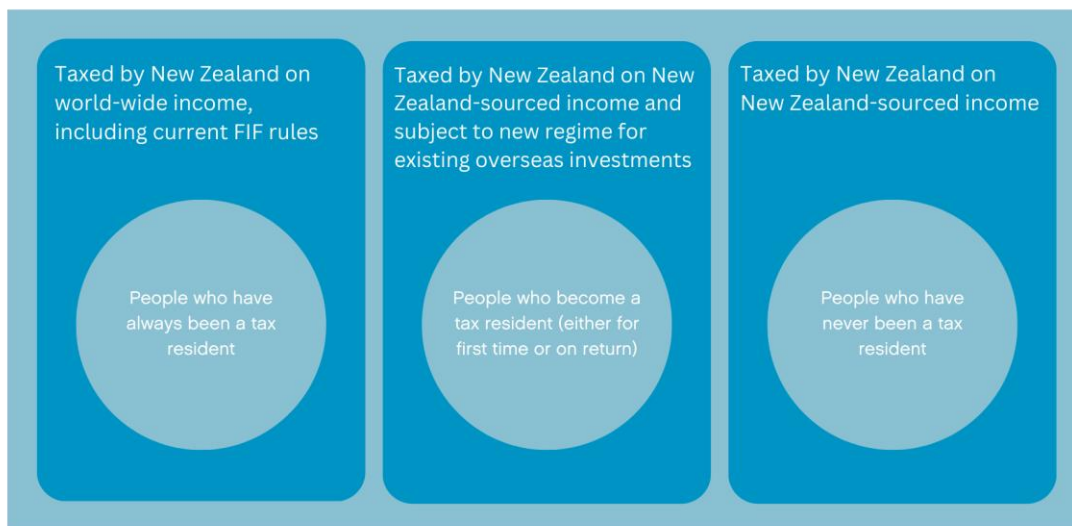 Taxed by New Zealand on
world-wide income,
including current FIF rules
People who have
always been a tax
resident
Taxed by New Zealand on New
Zealand-sourced income and
subject to new regime for
existing overseas investments
People who become a
tax resident (either for
first time or on return)
Taxed by New Zealand on
New Zealand-sourced income
People who have
never been a tax
resident